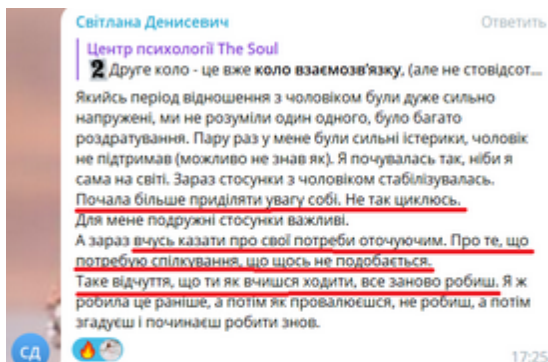 Світлана Денисевич
Ответить
Центр психології The Soul
2 Друге коло - це вже коло взаємозв'язку, (але не стовідсот...
Якийсь період відношення з чоловіком були дуже сильно
напружені, ми не розуміли один одного, було багато
роздратування. Пару раз у мене були сильні істерики, чоловік
не підтримав (можливо не знав як). Я почувалась так, ніби я
сама на світі. Зараз стосунки з чоловіком стабілізувалась.
Почала більше приділяти увагу собі. Не так циклюсь.
Для мене подружні стосунки важливі.
А зараз вчусь казати про свої потреби оточуючим. Про те, що
потребую спілкування, що щось не подобається.
Таке відчуття, що ти як вчишся ходити, все заново робиш. Я ж
робила це раніше, а потім як провалюєшся, не робиш, а потім
згадуєш і починаєш робити знов.
СД
17:25